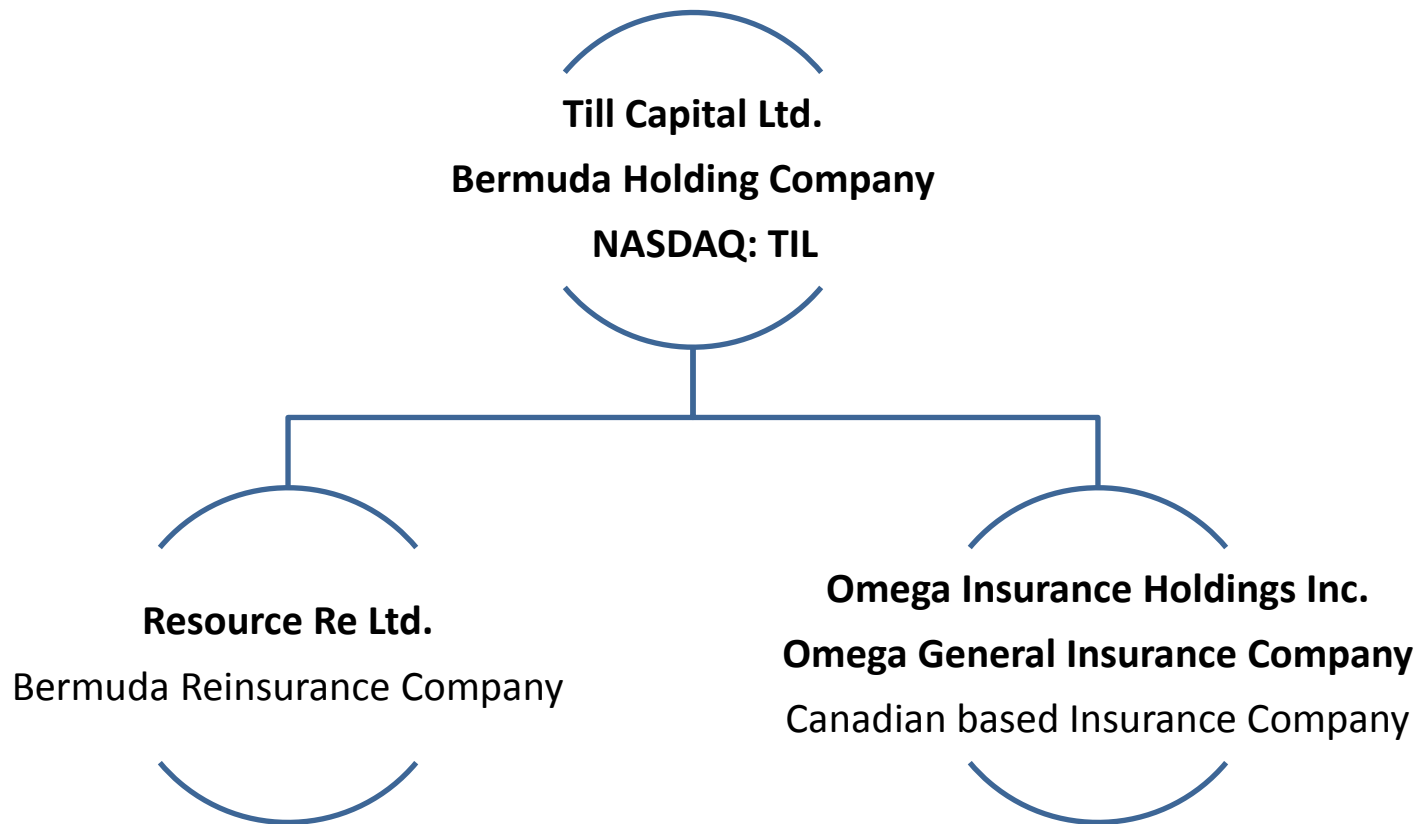 Till Capital Ltd.
Bermuda Holding Company
NASDAQ: TIL
Resource Re Ltd.
Bermuda Reinsurance Company
Omega Insurance Holdings Inc.
Omega General Insurance Company
Canadian based Insurance Company